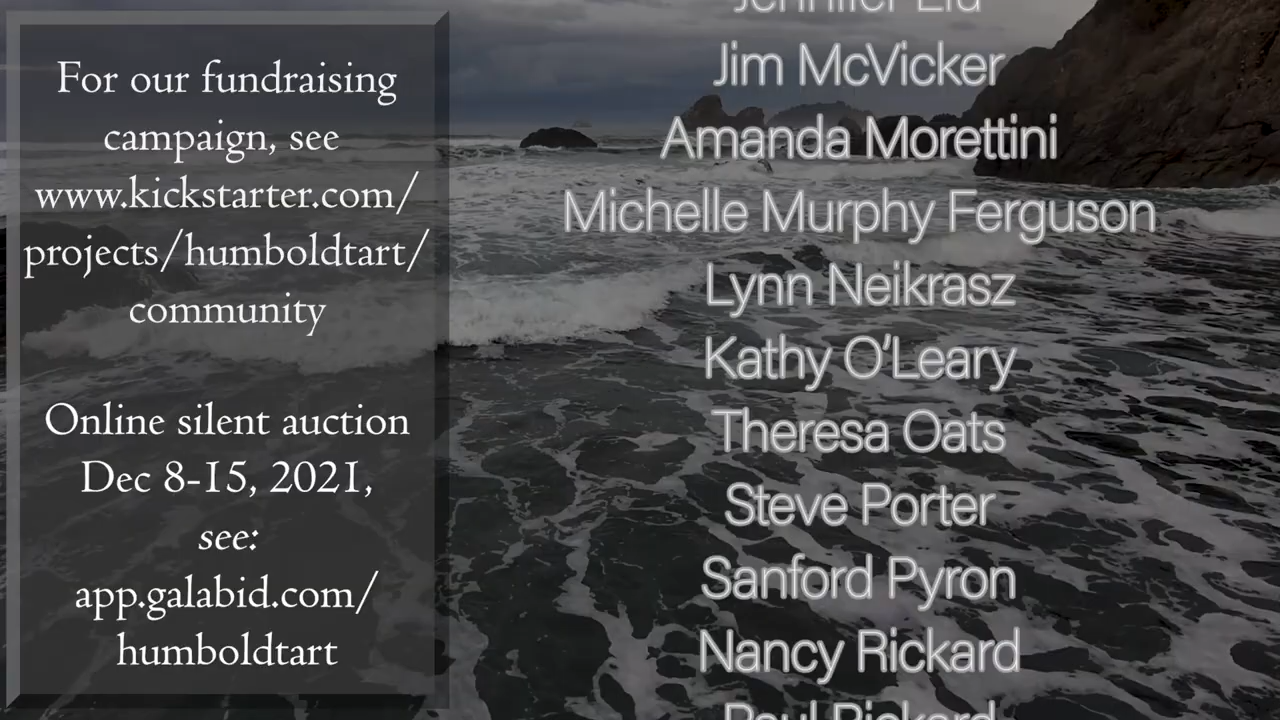 For our fundraising
campaign, see
www.kickstarter.com/
projects/humboldtart/
community
Online silent auction
Dec 8-15, 2021,
see:
app.galabid.com/
humboldtart
Jim McVicker
Amanda Morettini
Michelle Murphy Ferguson
Lynn Neikrasz
Kathy O’Leary
Theresa Oats
Steve Porter
Sanford Pyron
Nancy Rickard
Paul Rickard